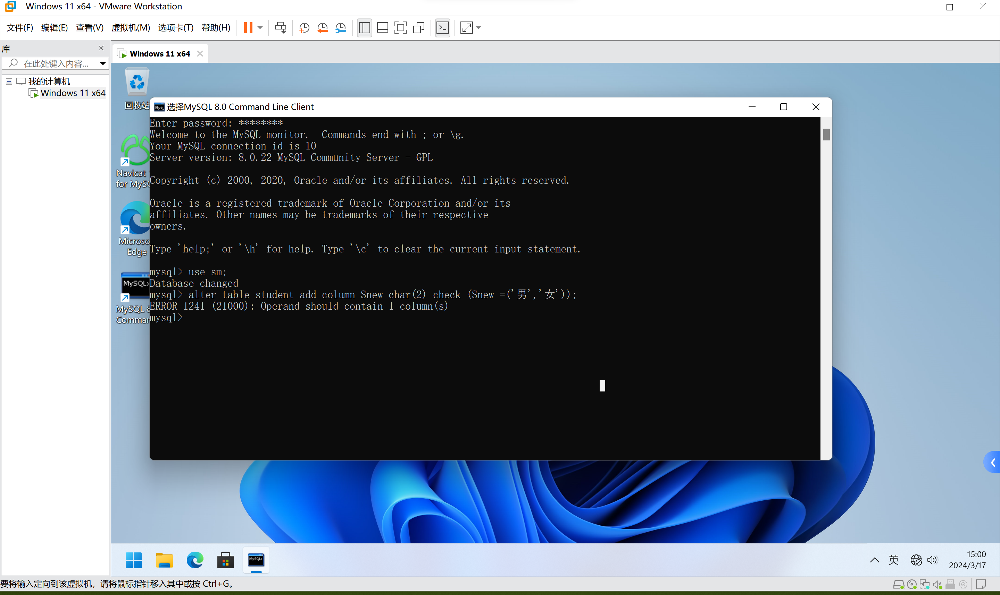 Windows 11 x64 - VMware Workstation
文件(F) 编辑(E) 查看(V) 虚拟机(M) 选项卡(T) 帮助(H)
库
在此处键入内容...
我的计算机
Windows 11 x64
Windows 11 x64
回收站
Navicat
for MySQ
Microso
Edge
MySQL>
MySQL 8
Comman
选择MySQL 8.0 Command Line Client
Enter password: ********
Welcome to the MySQL monitor.  Commands end with ; or \g.
Your MySQL connection id is 10
Server version: 8.0.22 MySQL Community Server - GPL
Copyright (c) 2000, 2020, Oracle and/or its affiliates. All rights reserved.
Oracle is a registered trademark of Oracle Corporation and/or its
affiliates. Other names may be trademarks of their respective
owners.
Type 'help;' or '\h' for help. Type '\c' to clear the current input statement.
mysql> use sm;
Database changed
mysql> alter table student add column Snew char(2) check (Snew =('男','女'));
ERROR 1241 (21000): Operand should contain 1 column(s)
mysql>
MySQL>
英
15:00
2024/3/17
要将输入定向到该虚拟机，请将鼠标指针移入其中或按 Ctrl+G。